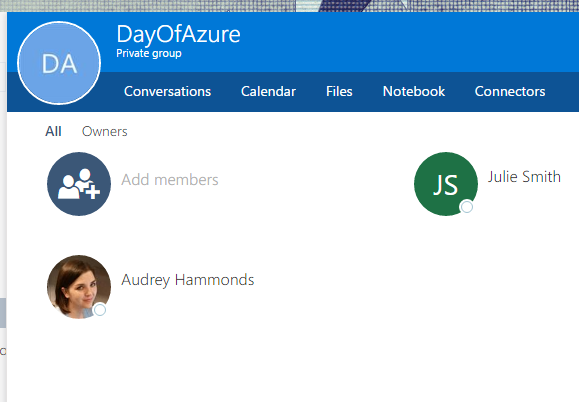 DA
DayOfAzure
Private group
Conversations Calendar Files Notebook Connectors
All Owners
Add members
JS
Julie Smith
Audrey Hammonds